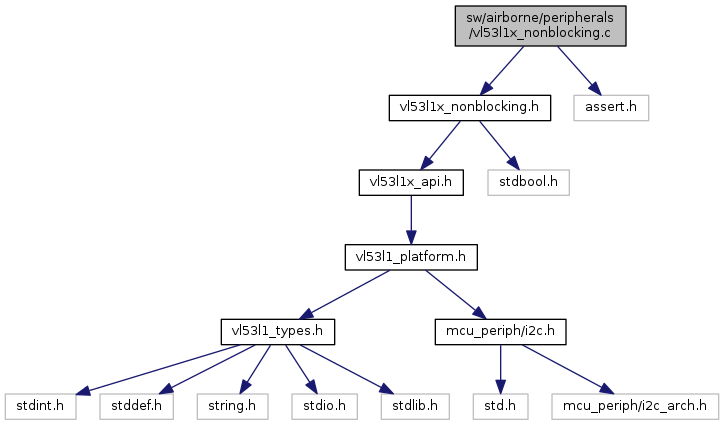 sw/airborne/peripherals
/vl53l1x_nonblocking.c
vl53l1x_nonblocking.h
assert.h
vl53l1x_api.h
stdbool.h
vl53l1_platform.h
vl53l1_types.h
mcu_periph/i2c.h
stdint.h
stddef.h
string.h
stdio.h
stdlib.h
std.h
mcu_periph/i2c_arch.h